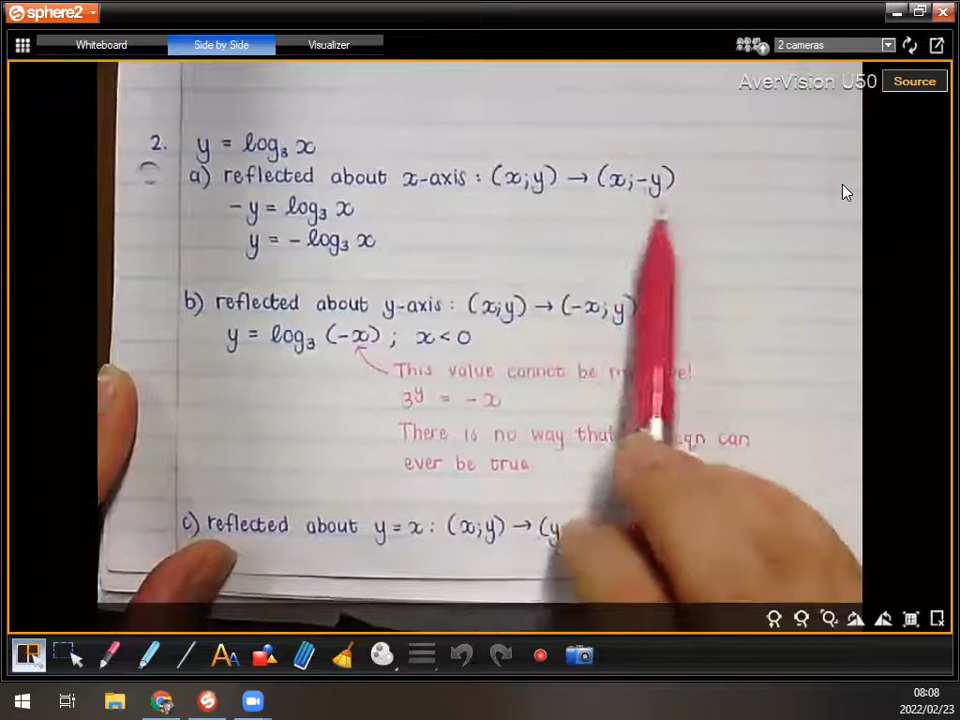 sphere2
Whiteboard
Side by Side
Visualizer
2 cameras
AverVision U50
Source
2. y = log₃ x
a) reflected about x-axis : (x;y) → (x;-y)
-y = log₃ x
y = - log₃ x
b) reflected about y-axis : (x;y) → (-x;y)
y = log₃ (-x) ; x < 0
This value cannot be
3^y = -x
There is no way that can
ever be true
c) reflected about y = x : (x;y) → (y
08:08
2022/02/23